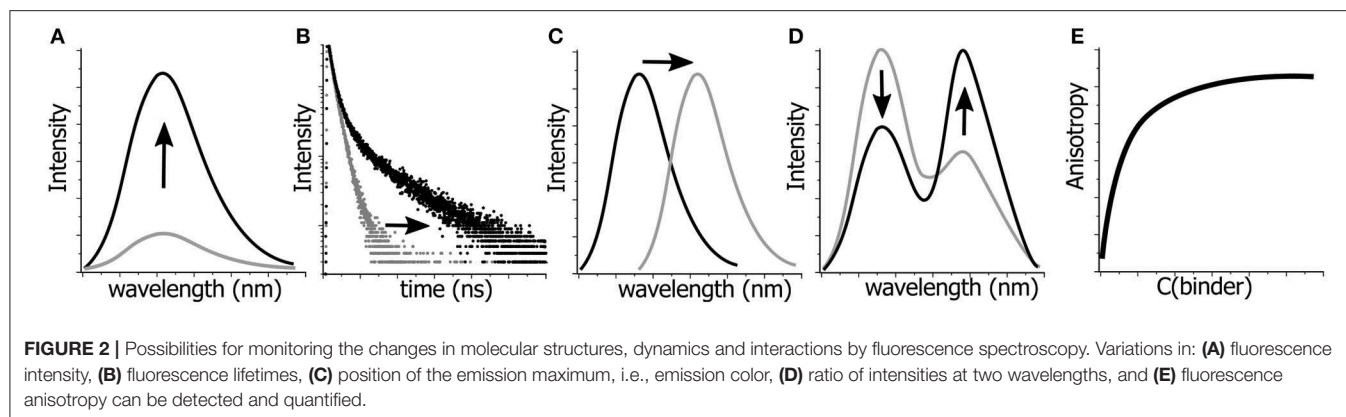 A
B
C
D
E
Intensity
wavelength (nm)
Intensity
time (ns)
Intensity
wavelength (nm)
Intensity
wavelength (nm)
Anisotropy
C(binder)
FIGURE 2 | Possibilities for monitoring the changes in molecular structures, dynamics and interactions by fluorescence spectroscopy. Variations in: (A) fluorescence
intensity, (B) fluorescence lifetimes, (C) position of the emission maximum, i.e., emission color, (D) ratio of intensities at two wavelengths, and (E) fluorescence
anisotropy can be detected and quantified.